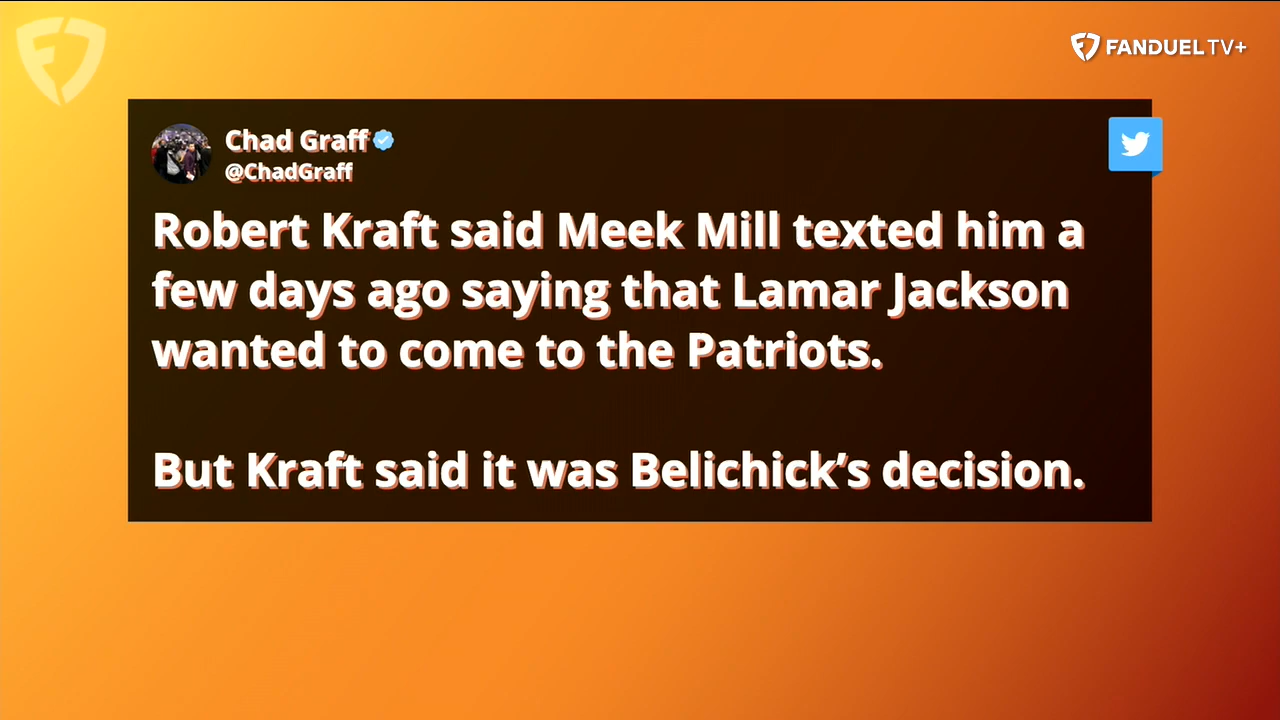 FANDUEL TV+
Chad Graff
@ChadGraff
Robert Kraft said Meek Mill texted him a
few days ago saying that Lamar Jackson
wanted to come to the Patriots.
But Kraft said it was Belichick’s decision.